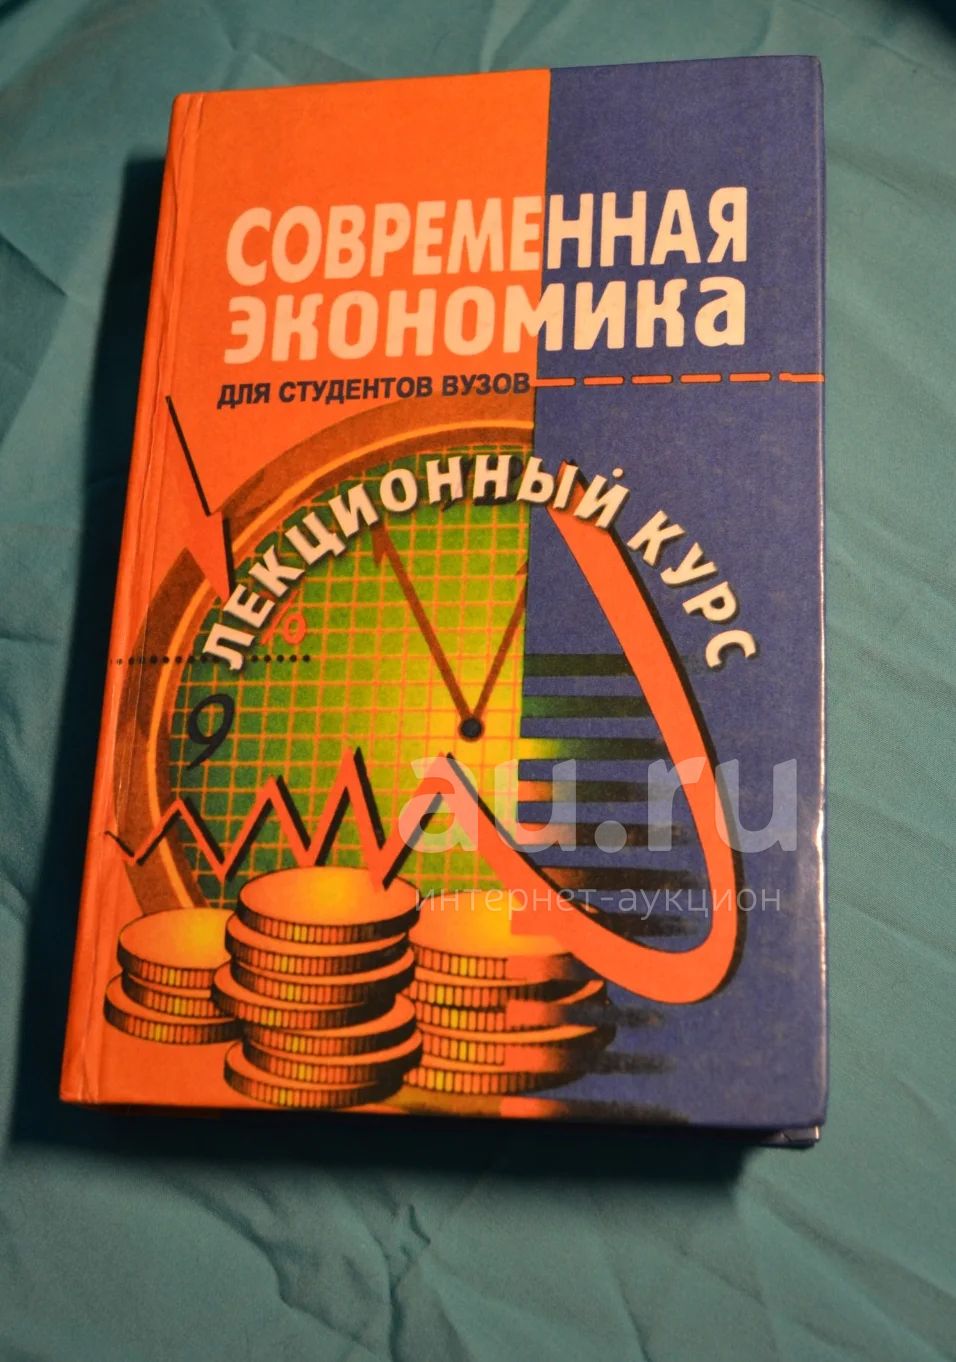 СОВРЕМЕННАЯ
ЭКОНОМИКА
ДЛЯ СТУДЕНТОВ ВУЗОВ
ЛЕКЦИОННЫЙ КУРС
%
9
au.ru
интернет-аукцион